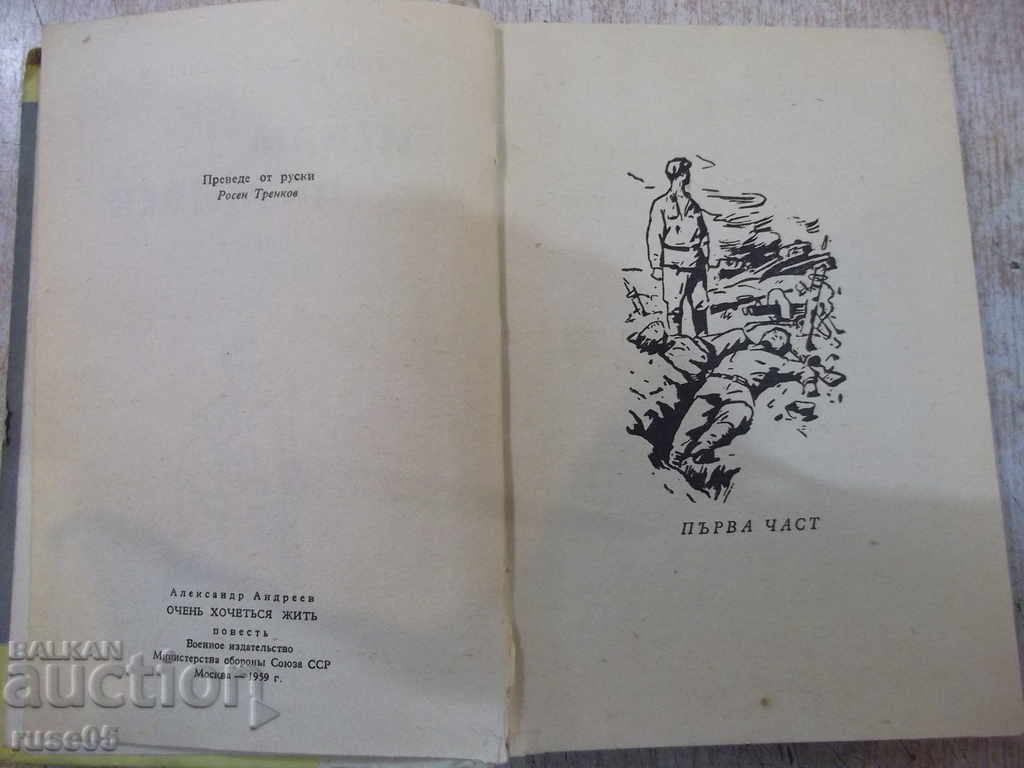 Преведе от руски
Росен Тренков
Александр Андреев
ОЧЕНЬ ХОЧЕТЬСЯ ЖИТЬ
повесть
Военное издательство
Министерства обороны Союза ССР
Москва — 1959 г.
ПЪРВА ЧАСТ
BALKAN
auction
ruse05